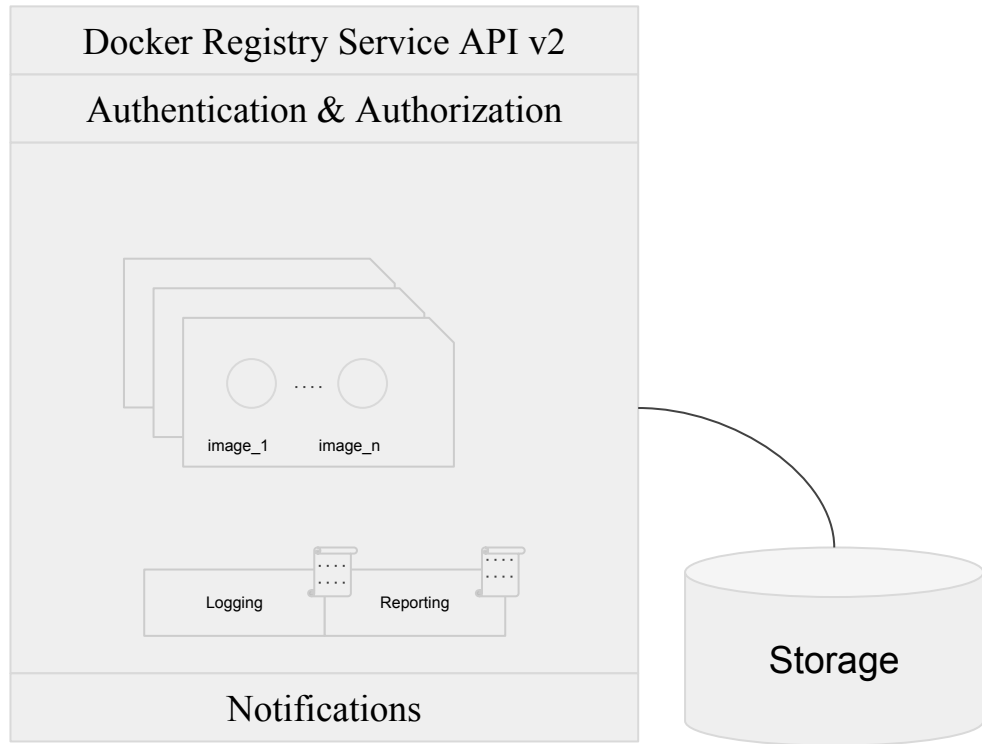 Docker Registry Service API v2
Authentication & Authorization
....
image_1 image_n
Logging
Reporting
Storage
Notifications